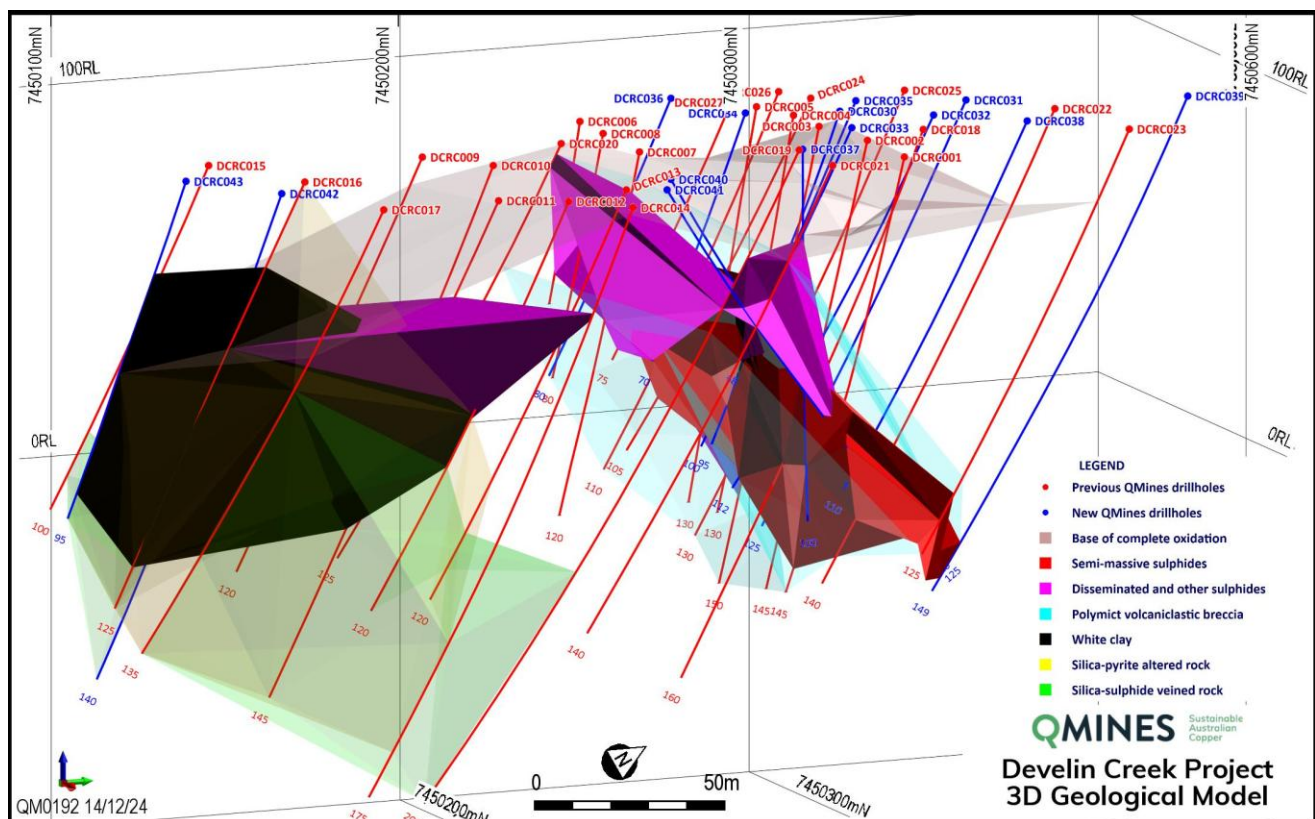 7450100mN
100RL
7450200mN
7450300mN
7450600mN
100RL
DCRC036
DCRC027
DCRC024
DCRC025
DCRC035
DCRC031
DCRC022
DCRC039
DCRC005
DCRC004
DCRC030
DCRC032
DCRC038
DCRC023
DCRC006
DCRC008
DCRC003
DCRC033
DCRC018
DCRC020
DCRC007
DCRC019
DCRC037
DCRC002
DCRC001
DCRC015
DCRC009
DCRC010
DCRC021
DCRC043
DCRC016
DCRC042
DCRC013
DCRC040
DCRC041
DCRC017
DCRC011
DCRC012
DCRC014
0RL
0RL
75
70
105
110
95
100
112
110
100
95
120
130
130
130
125
125
125
149
125
120
125
120
120
150
145
145
140
135
140
140
160
145
175
LEGEND
Previous QMines drillholes
New QMines drillholes
Base of complete oxidation
Semi-massive sulphides
Disseminated and other sulphides
Polymict volcaniclastic breccia
White clay
Silica-pyrite altered rock
Silica-sulphide veined rock
QMINES
Sustainable
Australian
Copper
Develin Creek Project
3D Geological Model
N
0
50m
7450200mN
7450300mN
QM0192 14/12/24